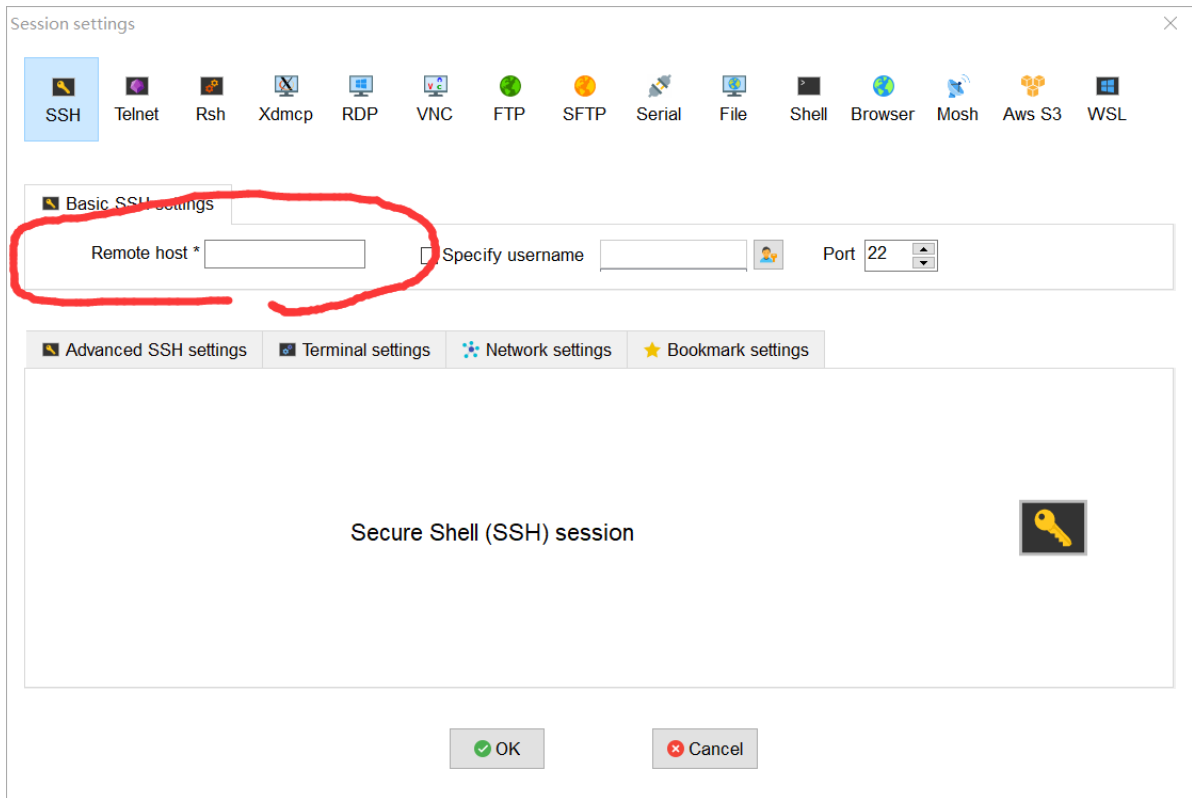 Session settings
SSH Telnet Rsh Xdmcp RDP VNC FTP SFTP Serial File Shell Browser Mosh Aws S3 WSL
Basic SSH settings
Remote host * Specify username Port 22
Advanced SSH settings Terminal settings Network settings Bookmark settings
Secure Shell (SSH) session
OK Cancel